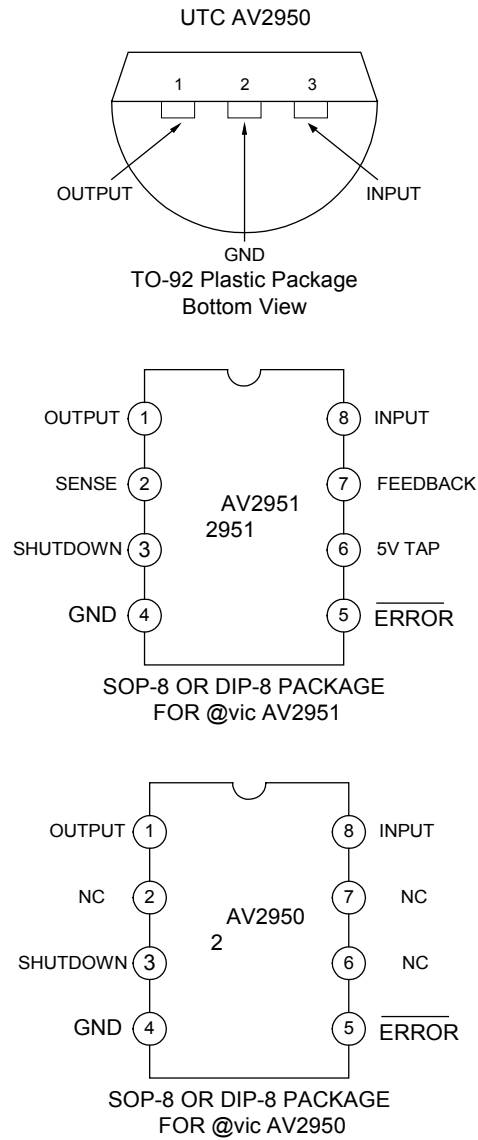 UTC AV2950
1 2 3
OUTPUT INPUT
GND
TO-92 Plastic Package
Bottom View
OUTPUT 1 8 INPUT
SENSE 2 7 FEEDBACK
AV2951
2951
SHUTDOWN 3 6 5V TAP
GND 4 5 ERROR
SOP-8 OR DIP-8 PACKAGE
FOR @vic AV2951
OUTPUT 1 8 INPUT
NC 2 7 NC
AV2950
2
SHUTDOWN 3 6 NC
GND 4 5 ERROR
SOP-8 OR DIP-8 PACKAGE
FOR @vic AV2950